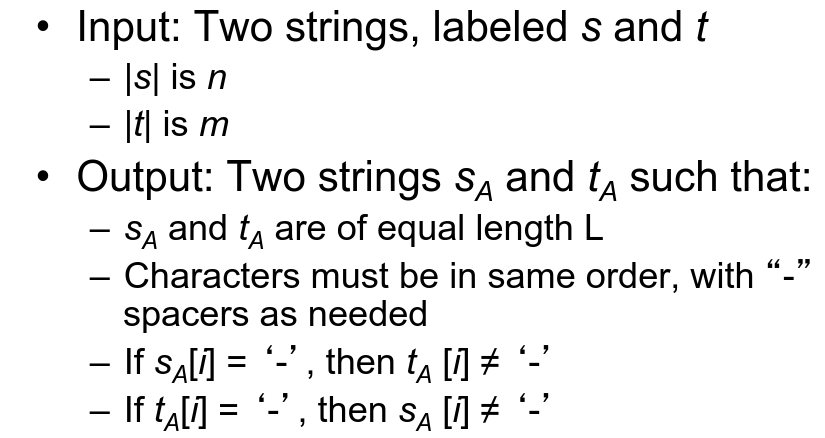 • Input: Two strings, labeled s and t
– |s| is n
– |t| is m
• Output: Two strings s_A and t_A such that:
– s_A and t_A are of equal length L
– Characters must be in same order, with “-”
spacers as needed
– If s_A[i] = ‘-’ , then t_A [i] ≠ ‘-’
– If t_A[i] = ‘-’ , then s_A [i] ≠ ‘-’